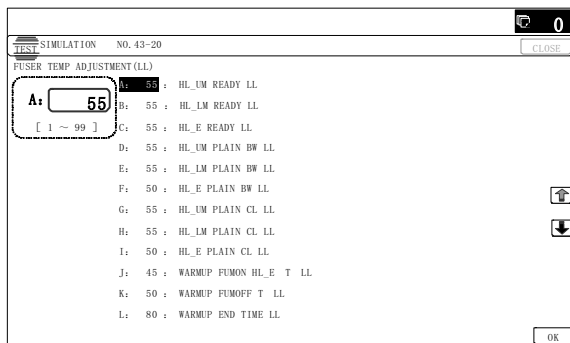 0
TEST SIMULATION NO.43-20
CLOSE
FUSER TEMP ADJUSTMENT(LL)
A: 55
[ 1 ~ 99 ]
A: 55 : HL_UM READY LL
B: 55 : HL_LM READY LL
C: 55 : HL_E READY LL
D: 55 : HL_UM PLAIN BW LL
E: 55 : HL_LM PLAIN BW LL
F: 50 : HL_E PLAIN BW LL
G: 55 : HL_UM PLAIN CL LL
H: 55 : HL_LM PLAIN CL LL
I: 50 : HL_E PLAIN CL LL
J: 45 : WARMUP FUMON HL_E T LL
K: 50 : WARMUP FUMOFF T LL
L: 80 : WARMUP END TIME LL
OK